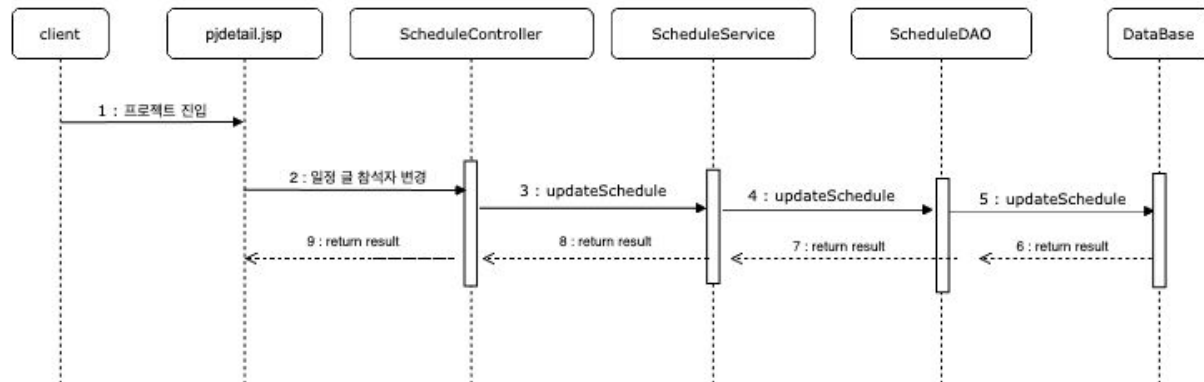 client
pjdetail.jsp
ScheduleController
ScheduleService
ScheduleDAO
DataBase
1 : 프로젝트 진입
2 : 일정 글 참석자 변경
3 : updateSchedule
4 : updateSchedule
5 : updateSchedule
9 : return result
8 : return result
7 : return result
6 : return result